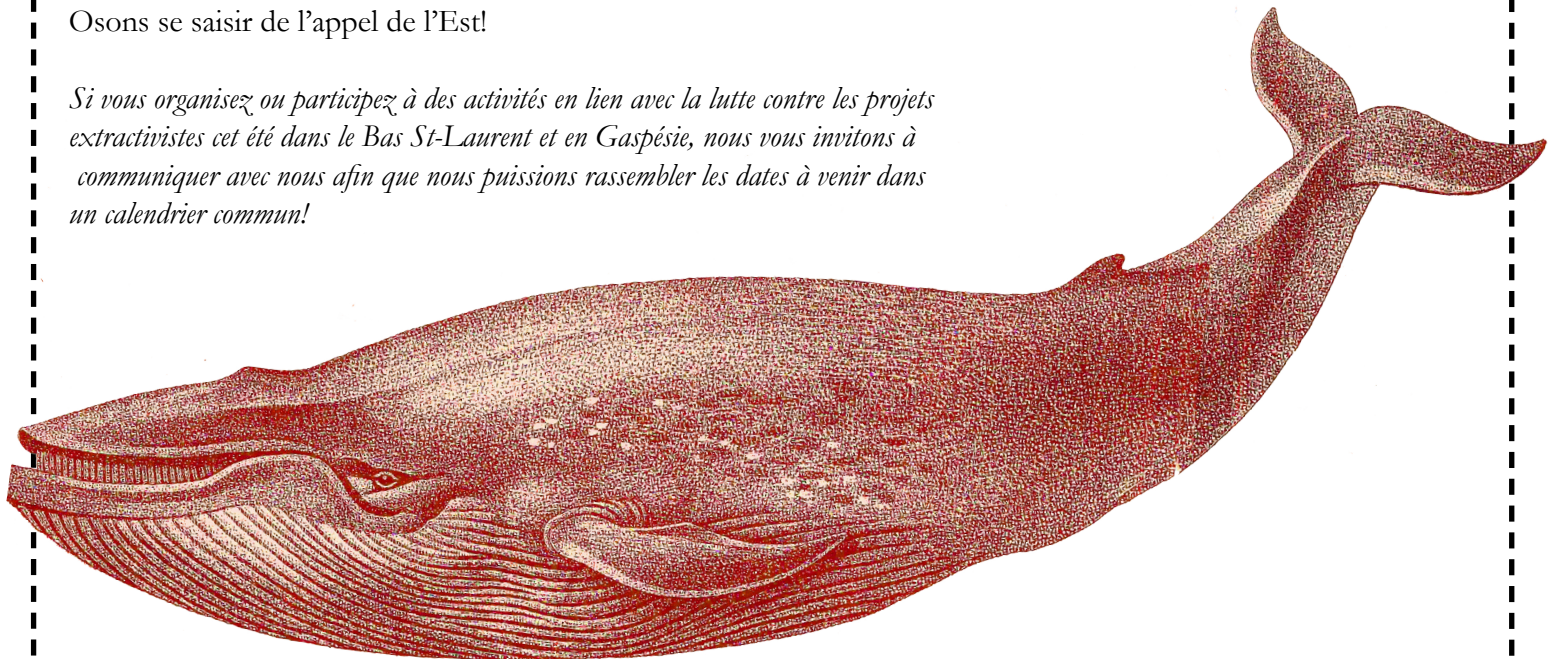 Osons se saisir de l’appel de l’Est!
Si vous organisez ou participez à des activités en lien avec la lutte contre les projets
extractivistes cet été dans le Bas St-Laurent et en Gaspésie, nous vous invitons à
communiquer avec nous afin que nous puissions rassembler les dates à venir dans
un calendrier commun!